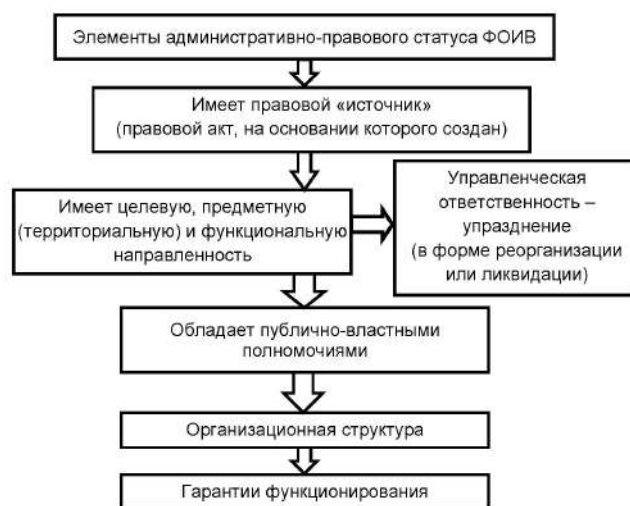 Элементы административно-правового статуса ФОИВ
Имеет правовой «источник»
(правовой акт, на основании которого создан)
Имеет целевую, предметную
(территориальную) и функциональную
направленность
Управленческая
ответственность –
упразднение
(в форме реорганизации
или ликвидации)
Обладает публично-властными
полномочиями
Организационная структура
Гарантии функционирования